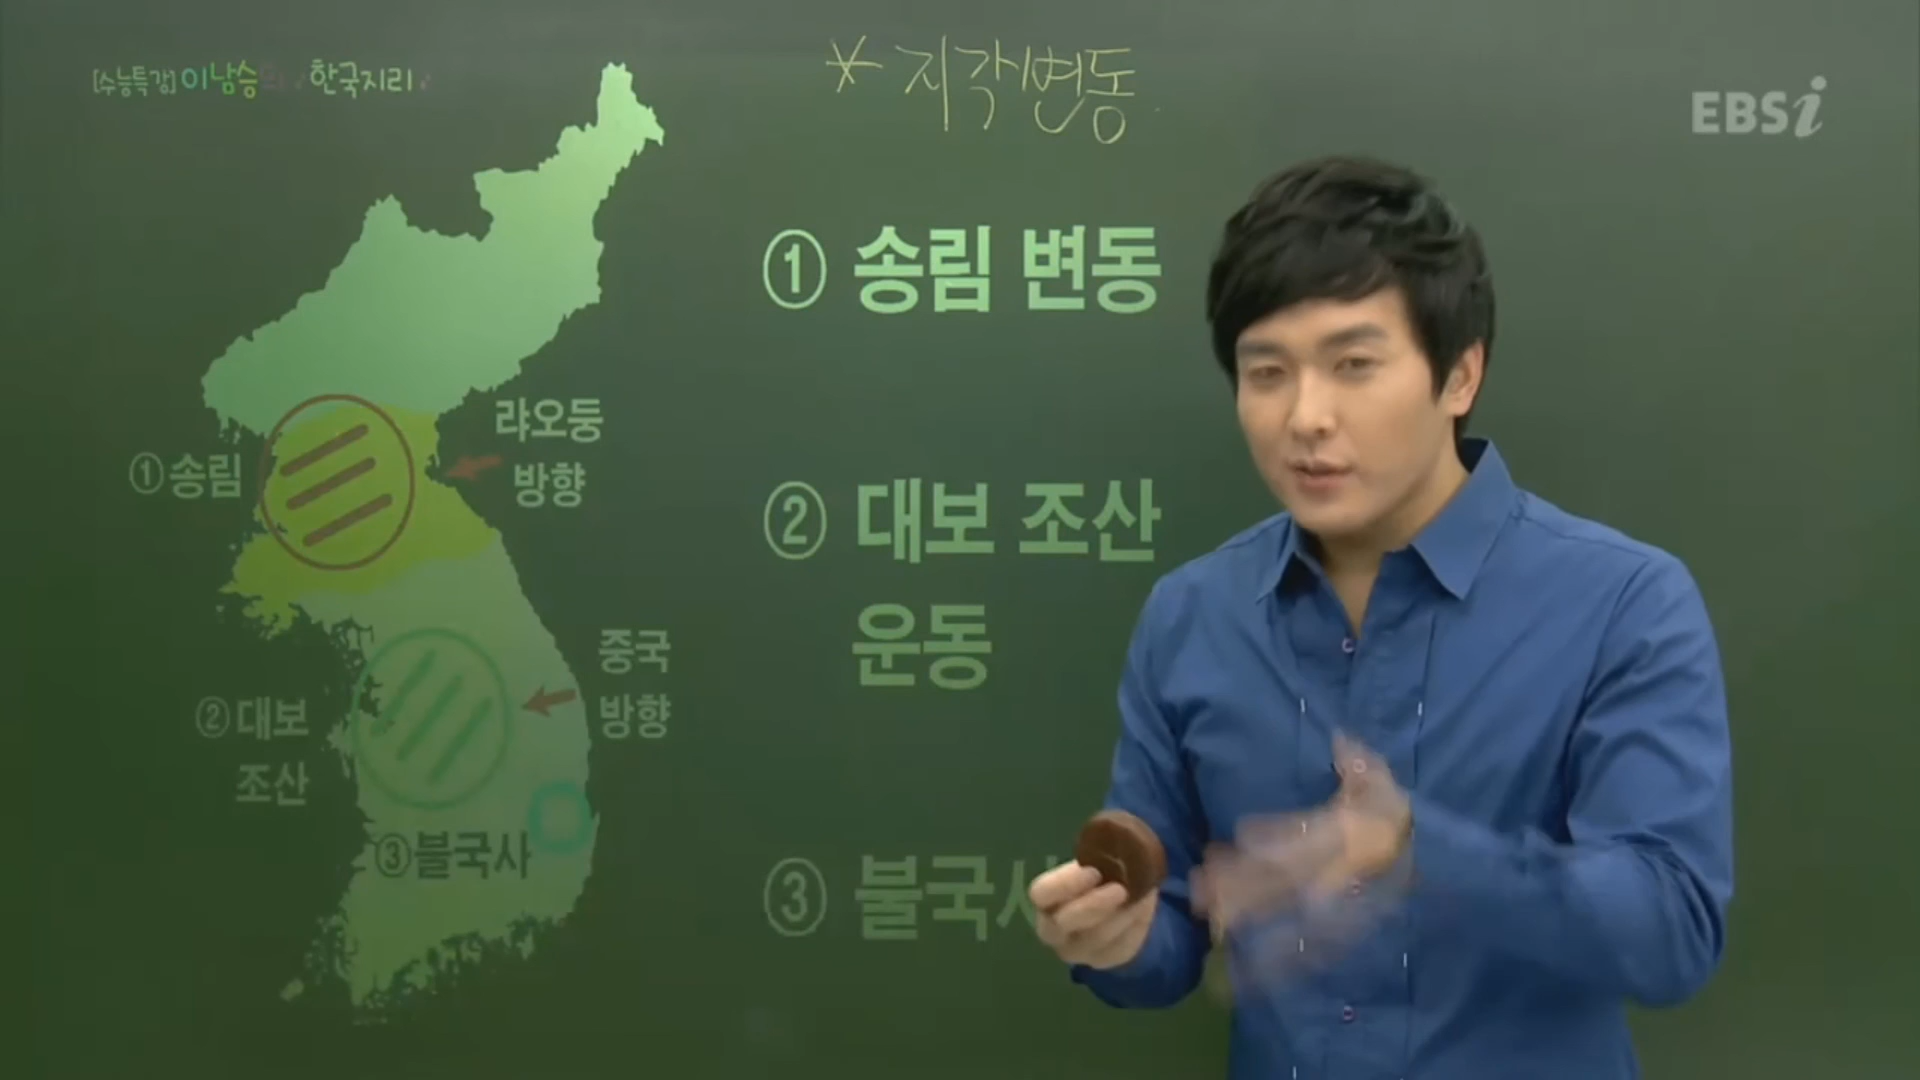 [수능특강] 이남승의 한국지리
* 지각변동
EBSi
① 송림 변동
② 대보 조산
운동
③ 불국사
① 송림
랴오둥
방향
② 대보
조산
중국
방향
③ 불국사